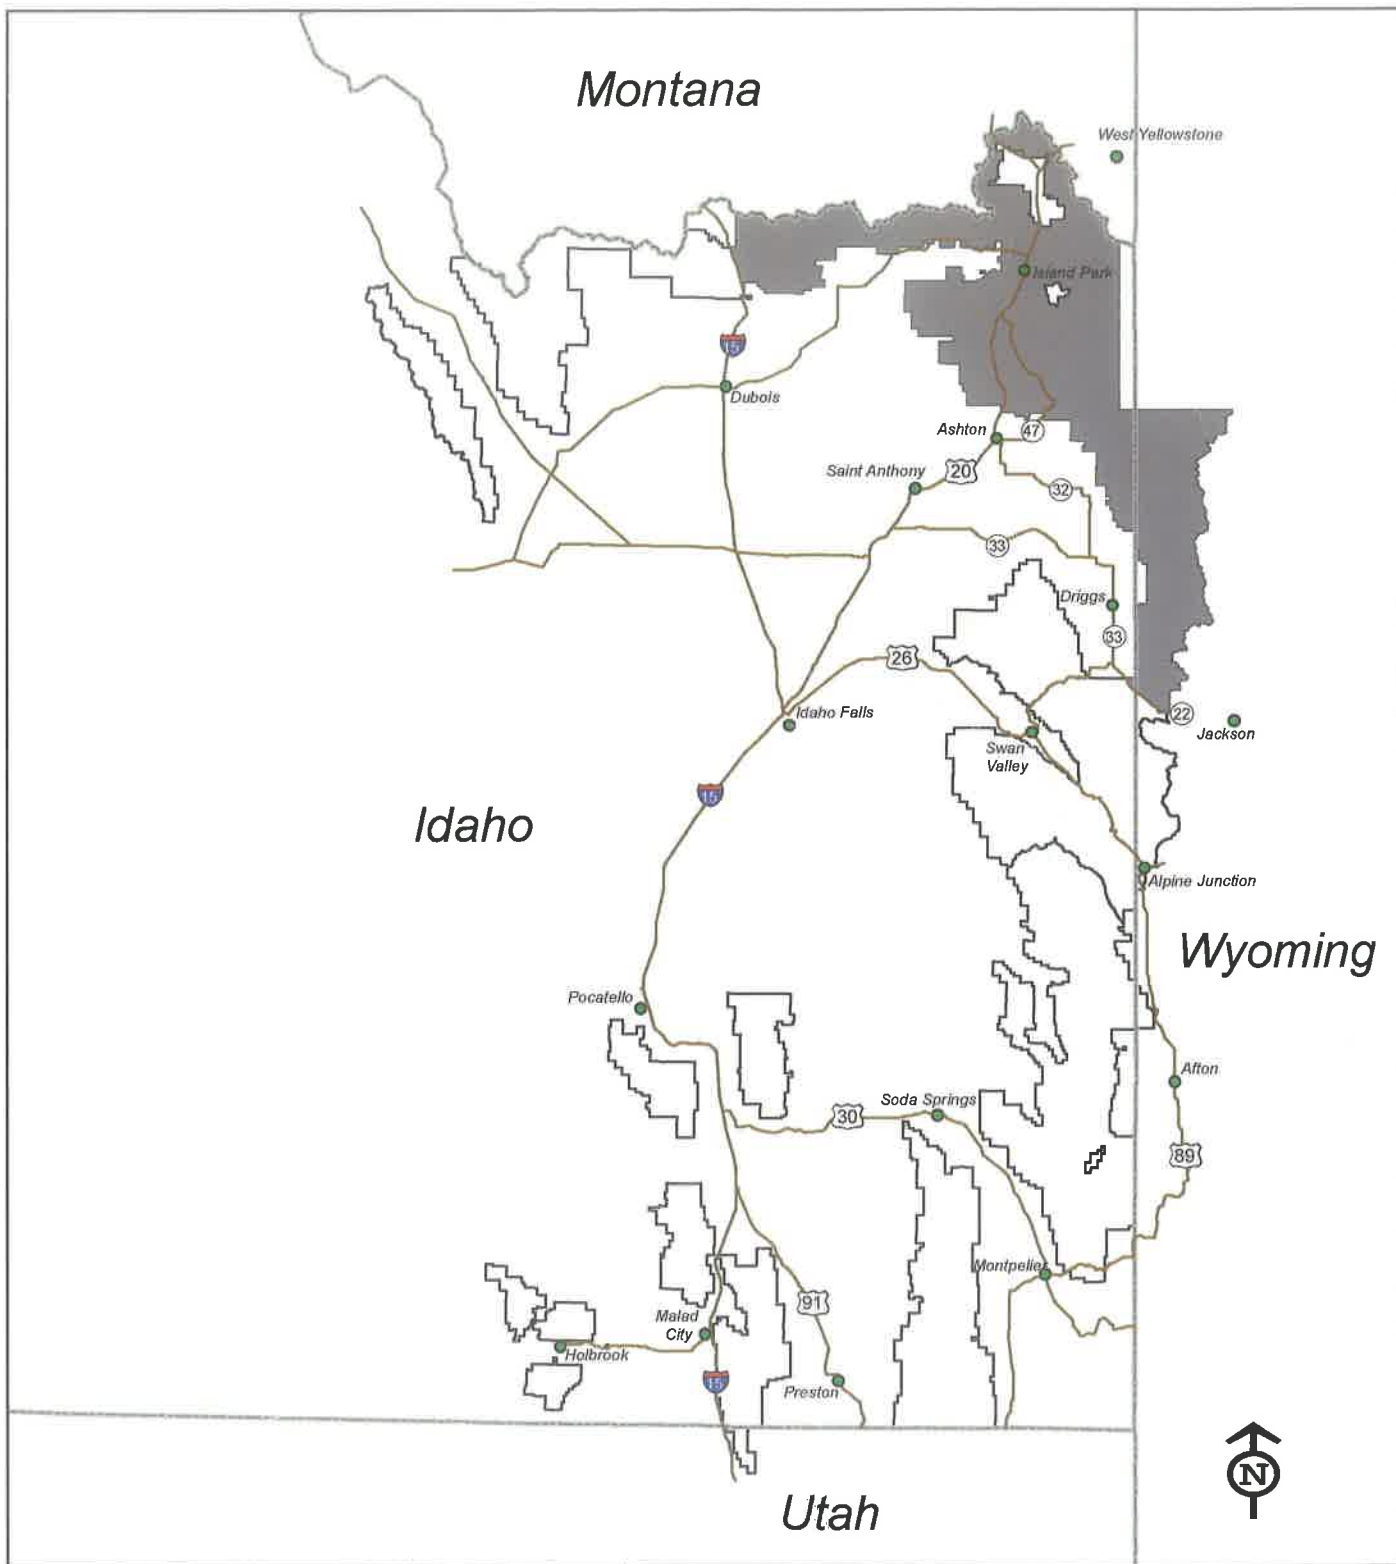 Montana
West Yellowstone
Island Park
15
Dubois
Ashton
47
Saint Anthony
20
32
33
Driggs
33
26
Idaho Falls
22
Jackson
Swan
Valley
15
Idaho
Alpine Junction
Wyoming
Pocatello
Afton
Soda Springs
30
89
Montpelier
91
Malad
City
Holbrook
15
Preston
N
Utah